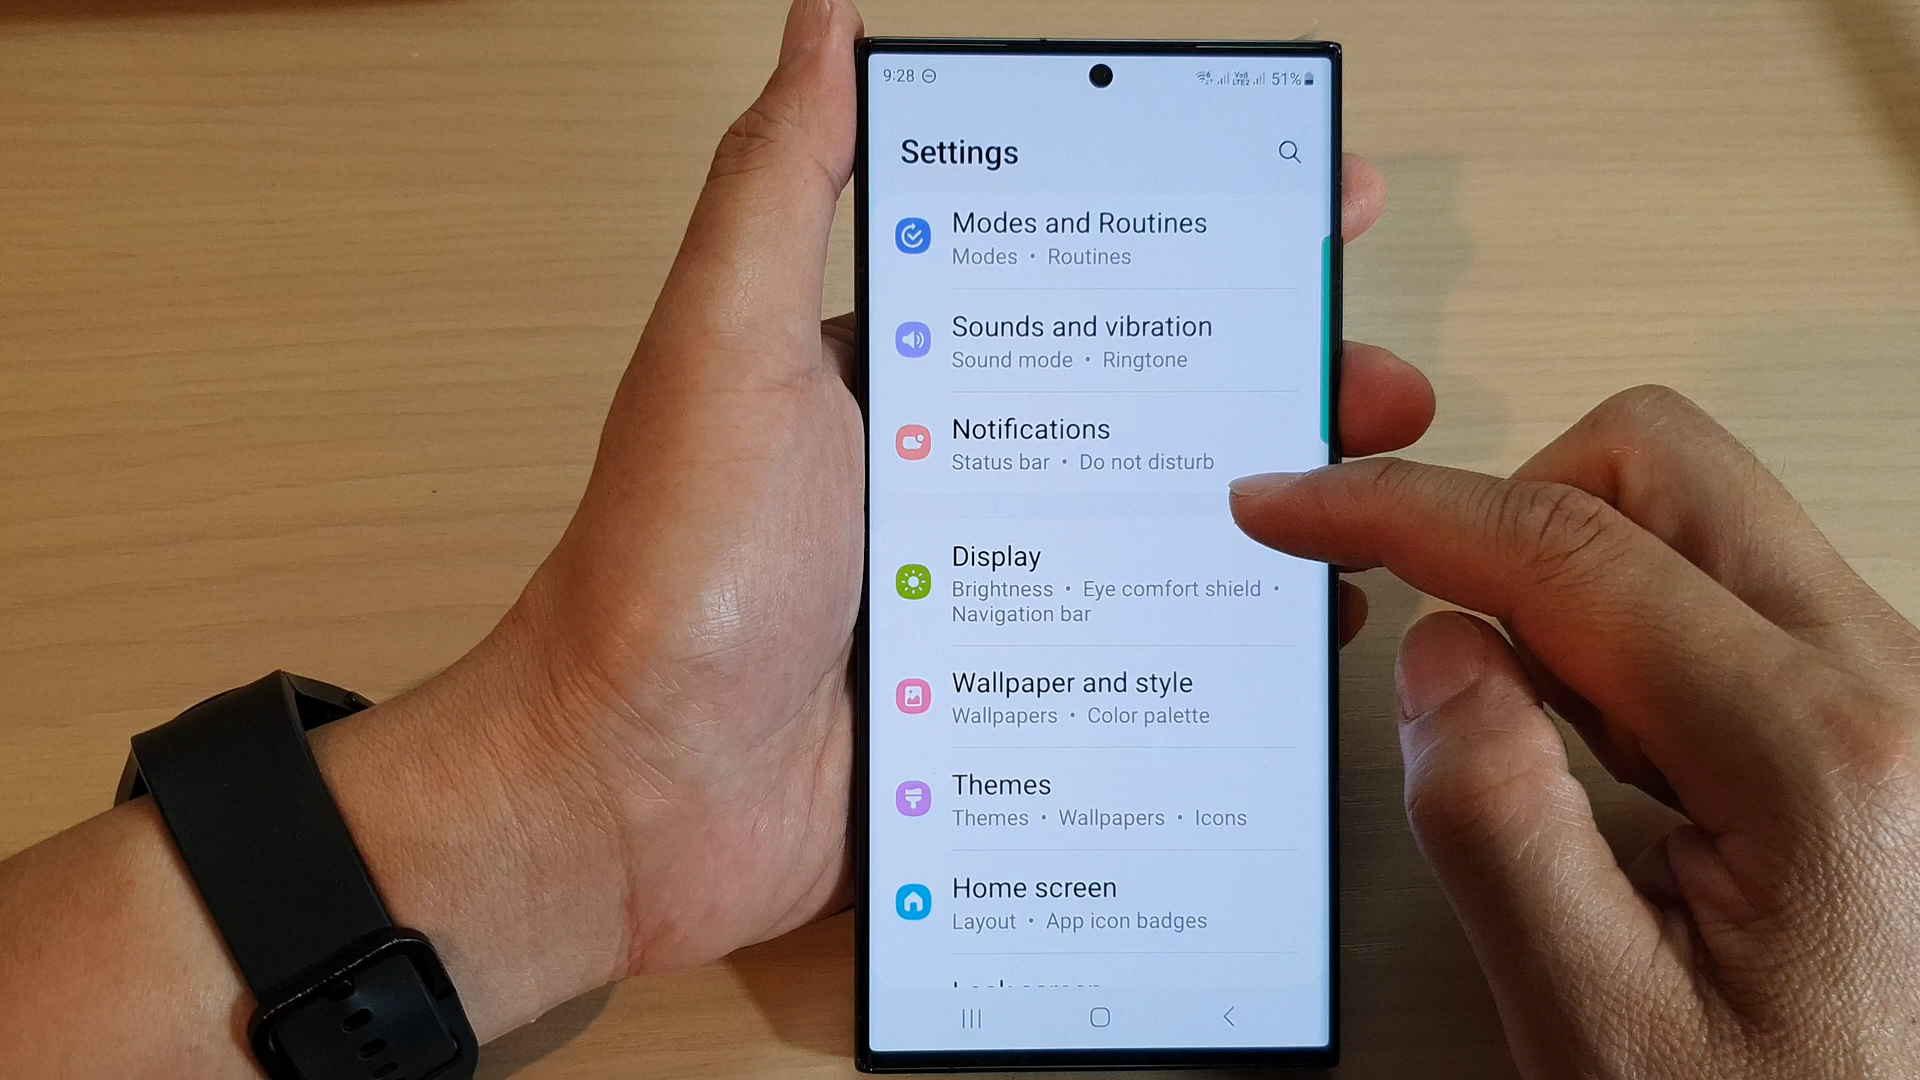 9:28
51%
Settings
Modes and Routines
Modes • Routines
Sounds and vibration
Sound mode • Ringtone
Notifications
Status bar • Do not disturb
Display
Brightness • Eye comfort shield •
Navigation bar
Wallpaper and style
Wallpapers • Color palette
Themes
Themes • Wallpapers • Icons
Home screen
Layout • App icon badges